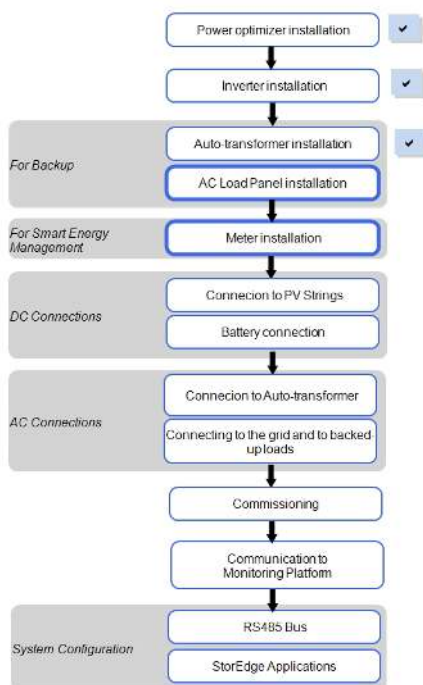 Power optimizer installation
Inverter installation
For Backup
Auto-transformer installation
AC Load Panel installation
For Smart Energy
Management
Meter installation
DC Connections
Connecion to PV Strings
Battery connection
AC Connections
Connecion to Auto-transformer
Connecting to the grid and to backed-
up loads
Commissioning
Communication to
Monitoring Platform
System Configuration
RS485 Bus
StorEdge Applications